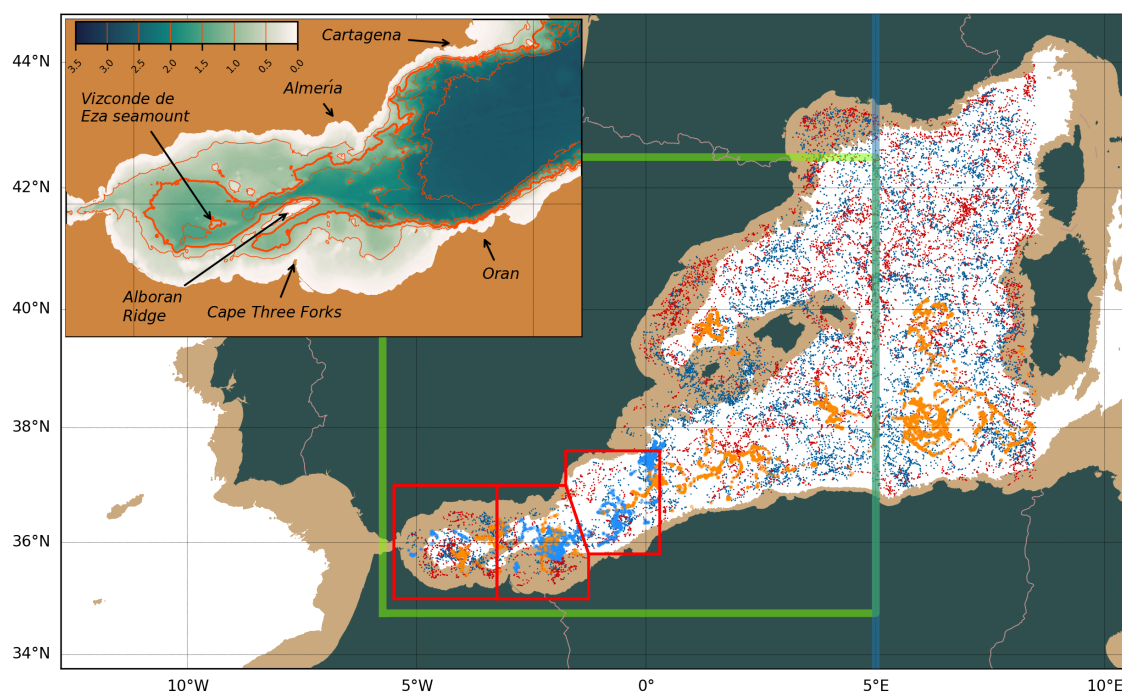 3.5 3.0 2.5 2.0 1.5 1.0 0.5 0.0
Cartagena
Almería
Vizconde de
Eza seamount
Alboran
Ridge
Cape Three Forks
Oran
44°N
42°N
40°N
38°N
36°N
34°N
10°W 5°W 0° 5°E 10°E